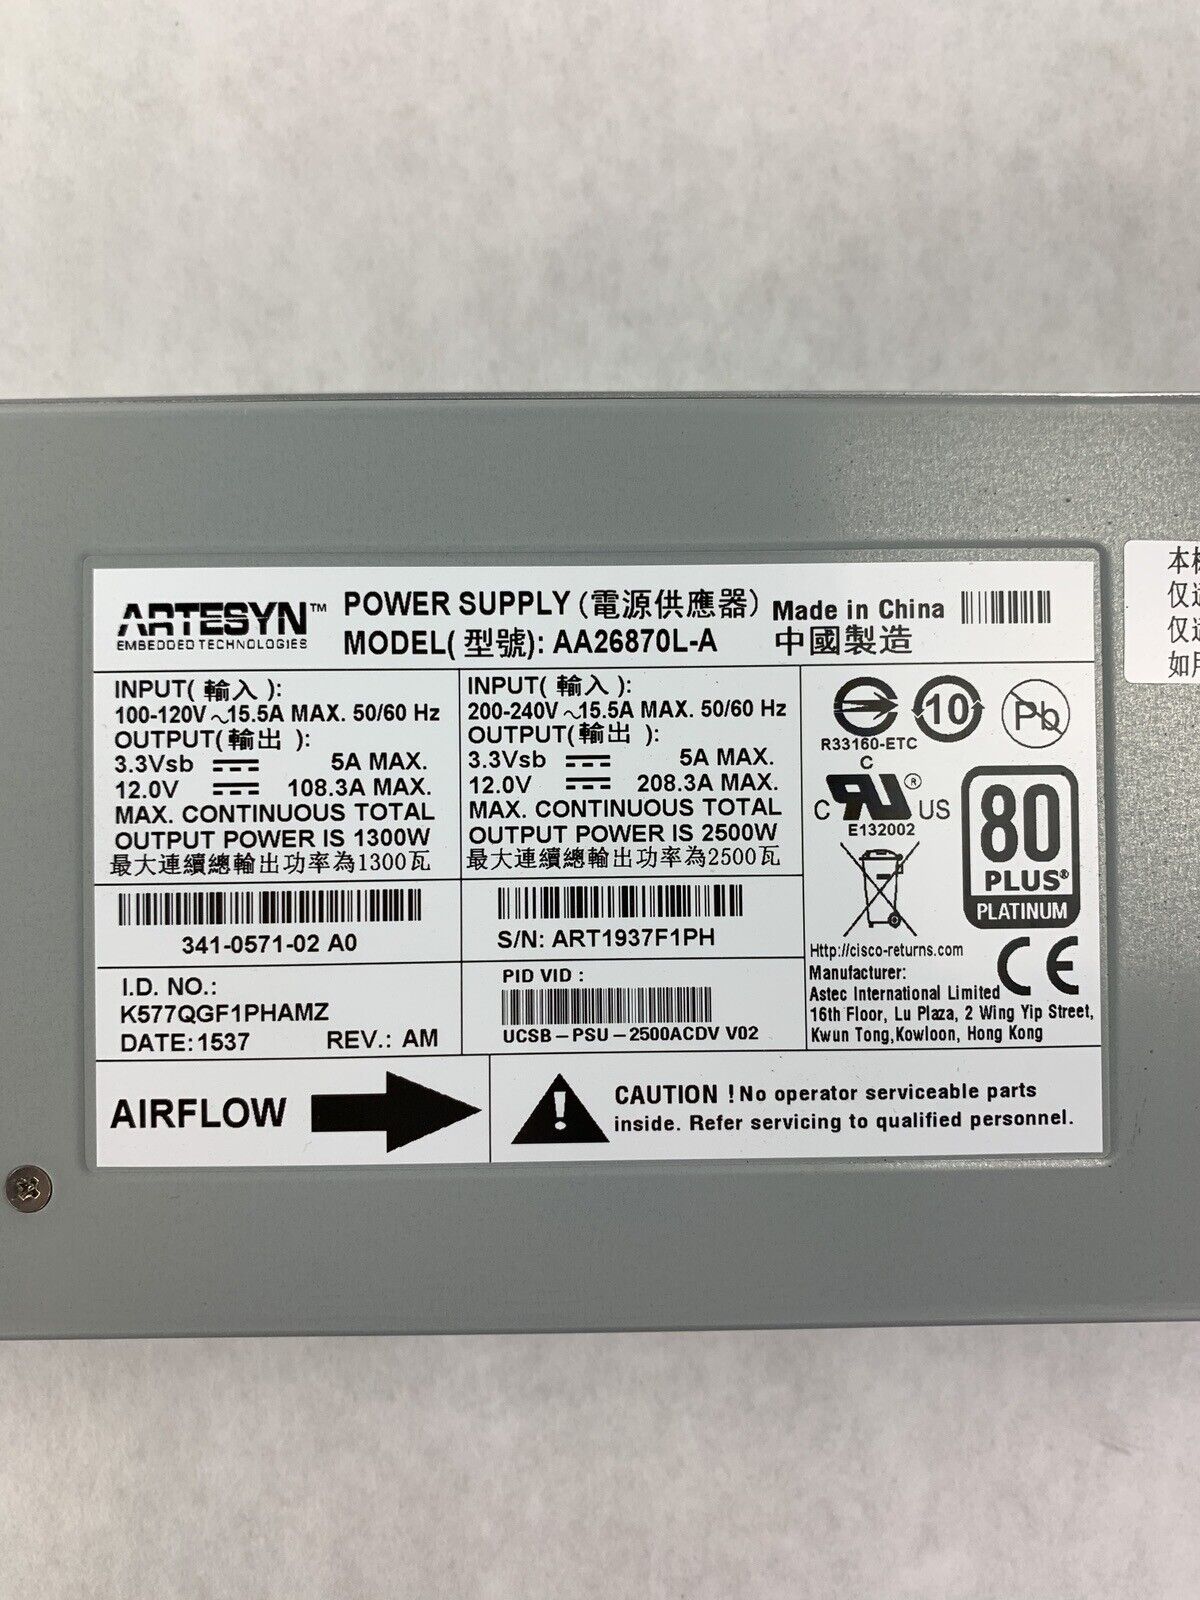 ARTESYN™
EMBEDDED TECHNOLOGIES
POWER SUPPLY (電源供應器)
MODEL( 型號): AA26870L-A
Made in China
中國製造
INPUT( 輸入 ):
100-120V ~15.5A MAX. 50/60 Hz
OUTPUT( 輸出 ):
3.3Vsb 5A MAX.
12.0V 108.3A MAX.
MAX. CONTINUOUS TOTAL
OUTPUT POWER IS 1300W
最大連續總輸出功率為1300瓦
INPUT( 輸入 ):
200-240V ~15.5A MAX. 50/60 Hz
OUTPUT( 輸出 ):
3.3Vsb 5A MAX.
12.0V 208.3A MAX.
MAX. CONTINUOUS TOTAL
OUTPUT POWER IS 2500W
最大連續總輸出功率為2500瓦
10
Pb
R33160-ETC
C
C UR® US
E132002
80
PLUS®
PLATINUM
341-0571-02 A0
S/N: ART1937F1PH
Http://cisco-returns.com
CE
Manufacturer:
Astec International Limited
16th Floor, Lu Plaza, 2 Wing Yip Street,
Kwun Tong,Kowloon, Hong Kong
I.D. NO.:
K577QGF1PHAMZ
DATE:1537 REV.: AM
PID VID :
UCSB-PSU-2500ACDV V02
AIRFLOW
CAUTION ! No operator serviceable parts
inside. Refer servicing to qualified personnel.
本
仅
仅
如